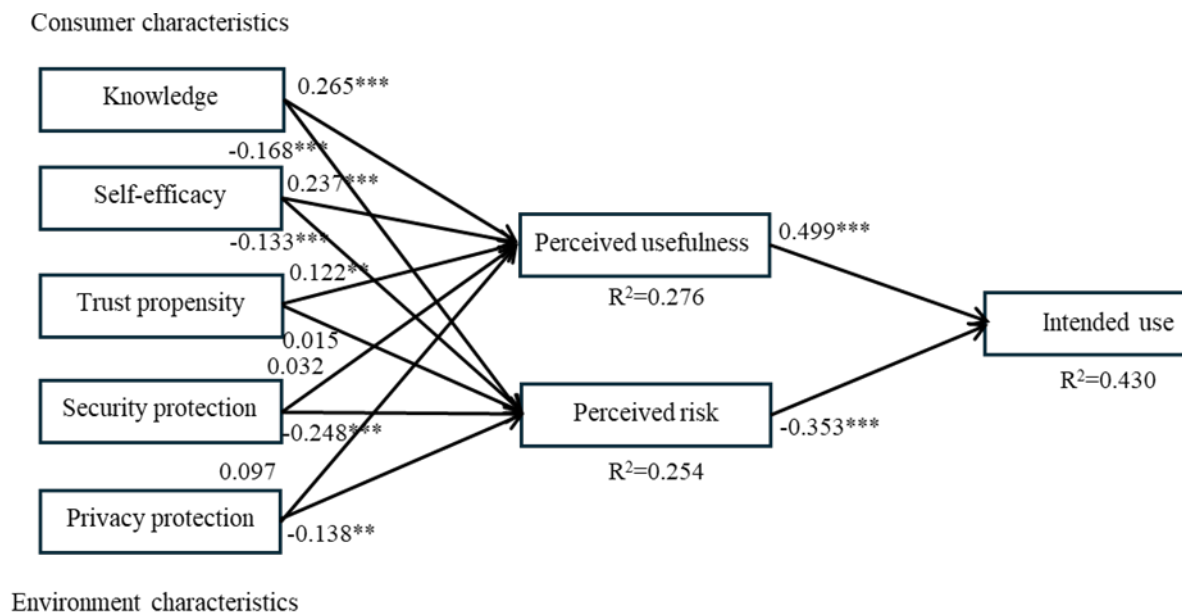 Consumer characteristics
Knowledge
0.265***
-0.168***
Self-efficacy
0.237***
-0.133***
Trust propensity
0.122**
0.015
Security protection
0.032
-0.248***
Privacy protection
0.097
-0.138**
Environment characteristics
Perceived usefulness
R²=0.276
0.499***
Perceived risk
R²=0.254
-0.353***
Intended use
R²=0.430